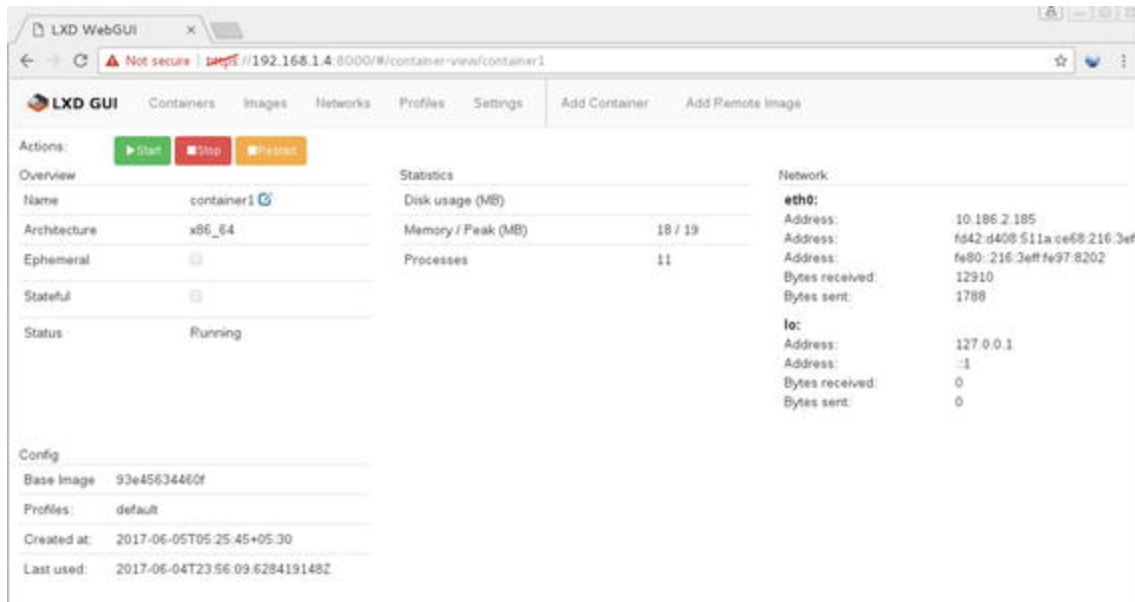 LXD WebGUI
Not secure | https://192.168.1.4:8000/#/container-view/container1
LXD GUI Containers Images Networks Profiles Settings Add Container Add Remote Image
Actions: Start Stop Restart
Overview Statistics Network
Name container1 Disk usage (MB) eth0:
Architecture x86_64 Memory / Peak (MB) 18 / 19 Address: 10.186.2.185
Address: fd42:d408:511a:ce68:216:3ef
Ephemeral Processes 11 Address: fe80::216:3eff:fe97:8202
Bytes received: 12910
Stateful Bytes sent: 1788
lo:
Status Running Address: 127.0.0.1
Address: ::1
Bytes received: 0
Bytes sent: 0
Config
Base Image 93e45634460f
Profiles: default
Created at: 2017-06-05T05:25:45+05:30
Last used: 2017-06-04T23:56:09.628419148Z